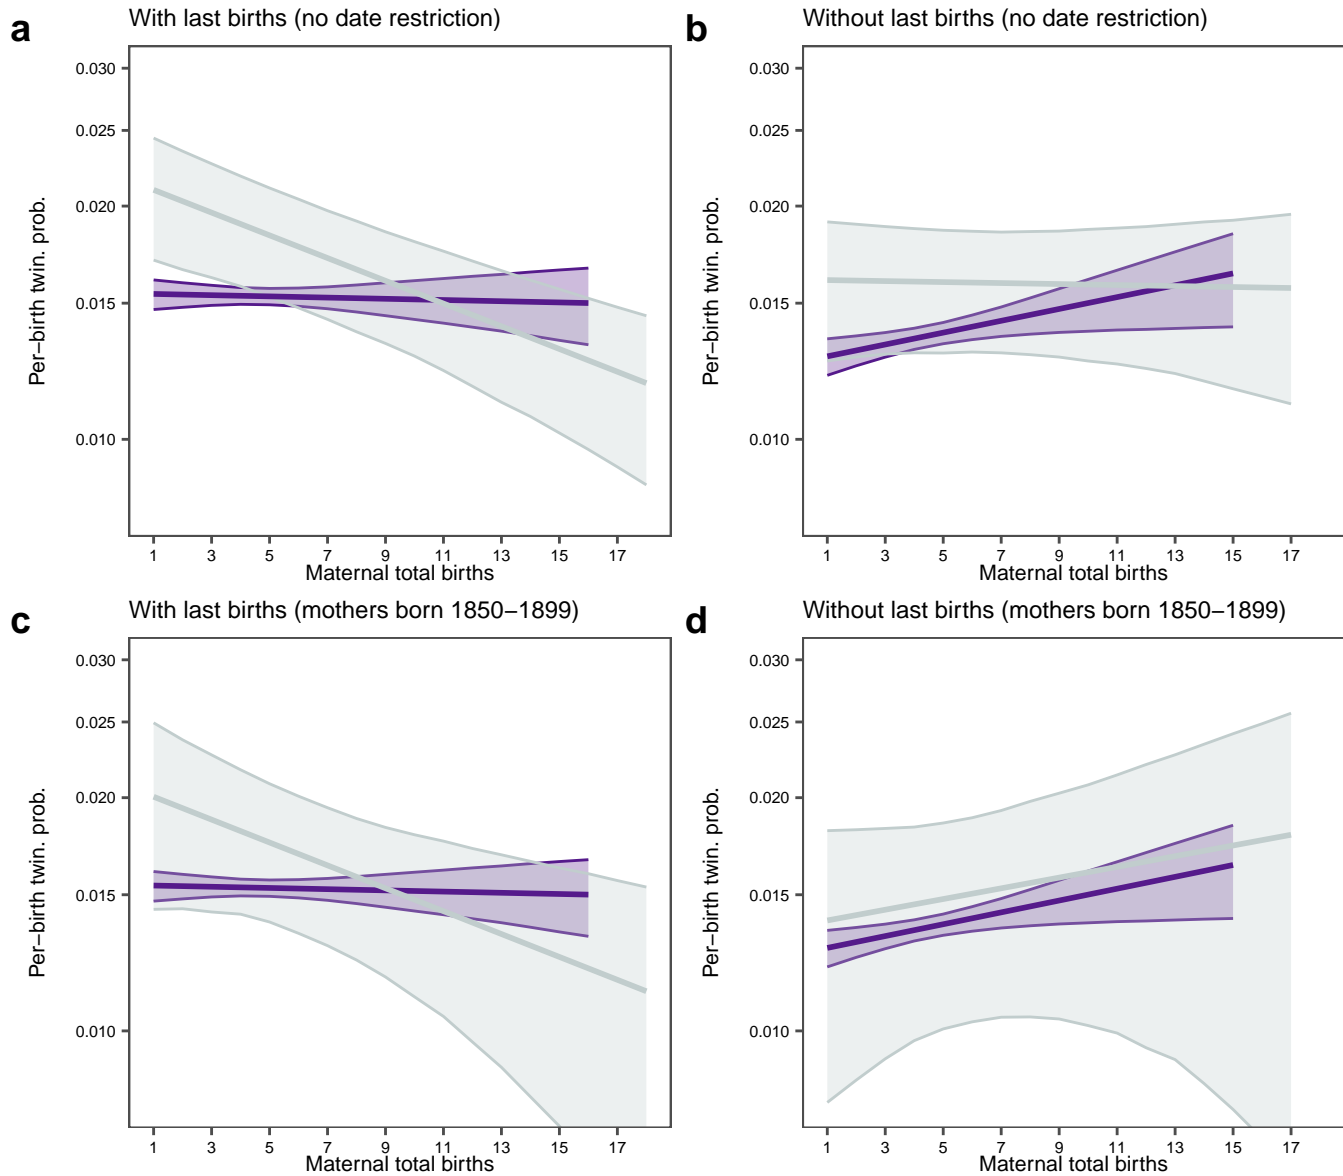 a
With last births (no date restriction)
0.030
0.025
0.020
0.015
0.010
Per−birth twin. prob.
1 3 5 7 9 11 13 15 17
Maternal total births
b
Without last births (no date restriction)
0.030
0.025
0.020
0.015
0.010
Per−birth twin. prob.
1 3 5 7 9 11 13 15 17
Maternal total births
c
With last births (mothers born 1850−1899)
0.030
0.025
0.020
0.015
0.010
Per−birth twin. prob.
1 3 5 7 9 11 13 15 17
Maternal total births
d
Without last births (mothers born 1850−1899)
0.030
0.025
0.020
0.015
0.010
Per−birth twin. prob.
1 3 5 7 9 11 13 15 17
Maternal total births